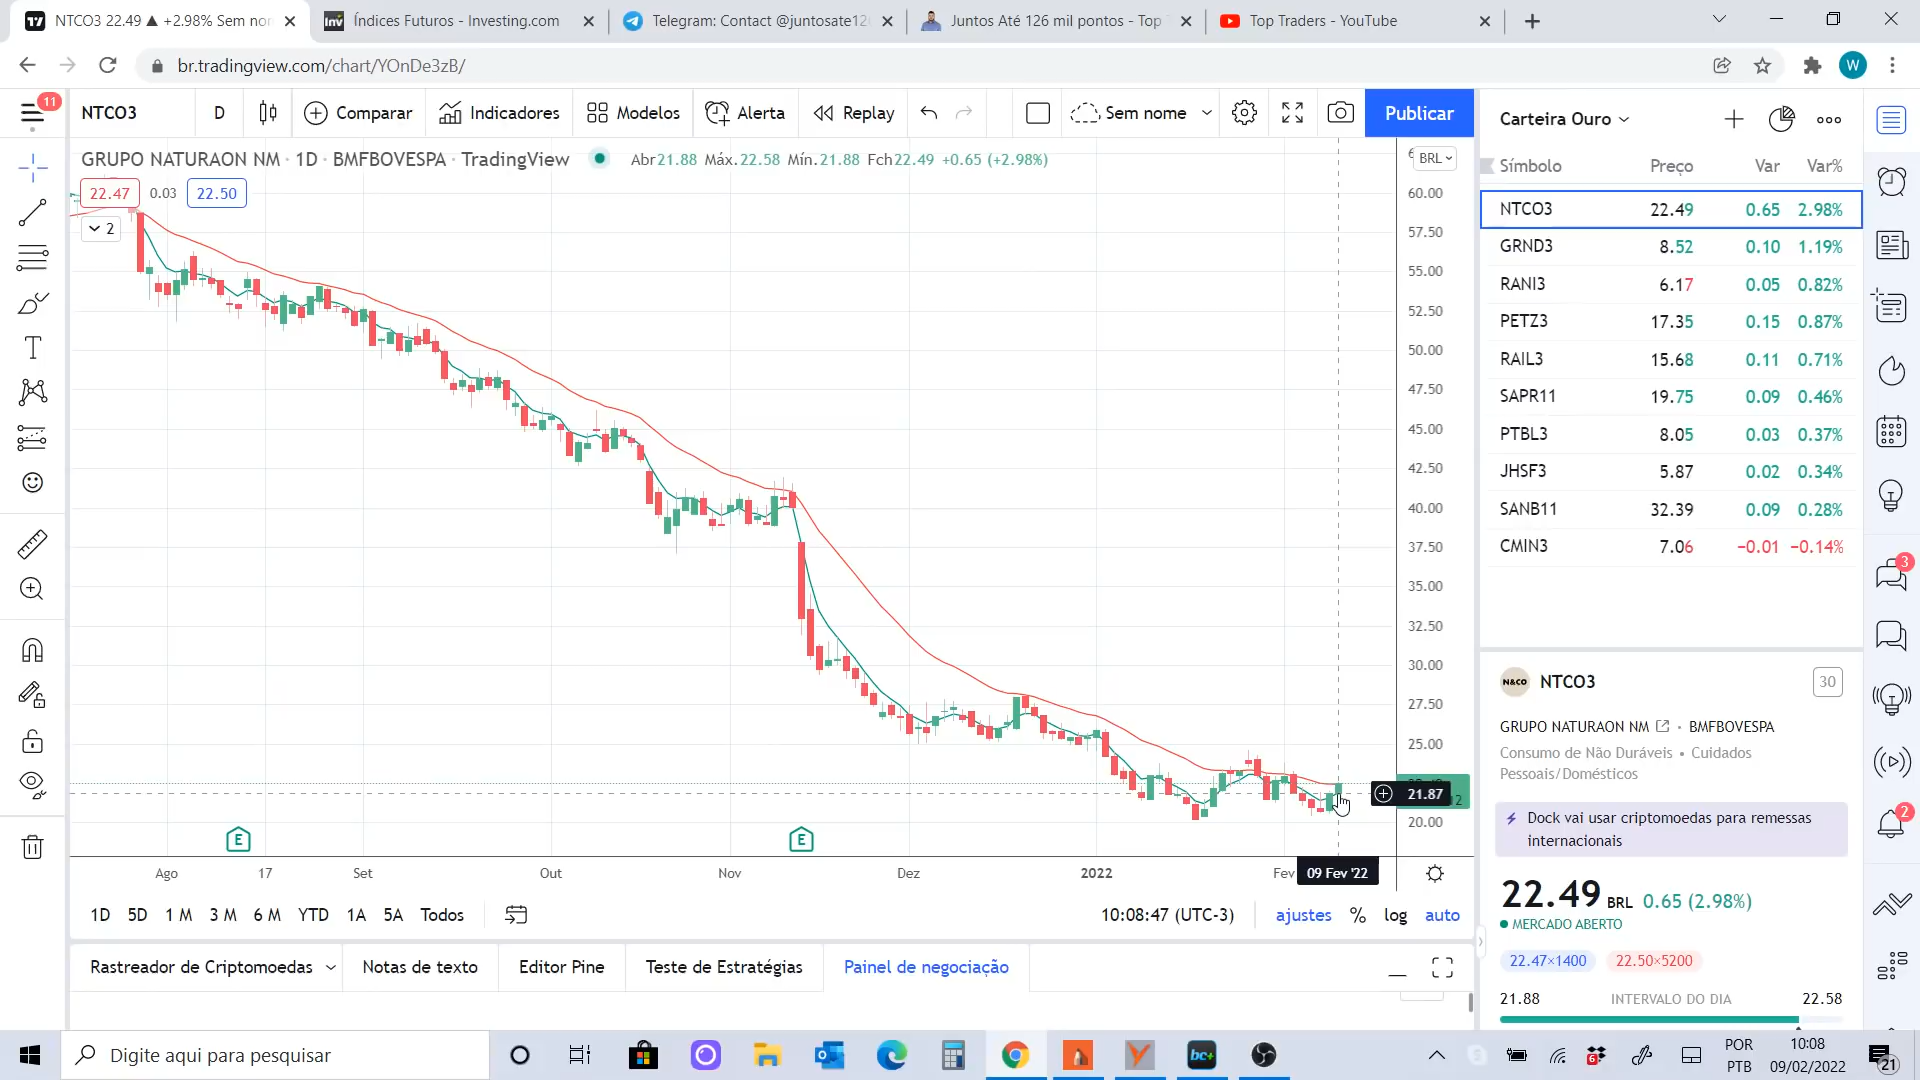 NTCO3 22.49 ▲ +2.98% Sem nom
Índices Futuros - Investing.com
Telegram: Contact @juntosate12
Juntos Até 126 mil pontos - Top
Top Traders - YouTube
br.tradingview.com/chart/YOnDe3zB/
W
11
NTCO3
D
Comparar
Indicadores
Modelos
Alerta
Replay
Sem nome
Publicar
GRUPO NATURAON NM · 1D · BMFBOVESPA · TradingView
Abr21.88 Máx.22.58 Mín.21.88 Fch22.49 +0.65 (+2.98%)
22.47 0.03 22.50
2
BRL
60.00
57.50
55.00
52.50
50.00
47.50
45.00
42.50
40.00
37.50
35.00
32.50
30.00
27.50
25.00
21.87
20.00
E
E
Ago 17 Set Out Nov Dez 2022 Fev 09 Fev '22
1D 5D 1 M 3 M 6 M YTD 1A 5A Todos
10:08:47 (UTC-3)
ajustes % log auto
Rastreador de Criptomoedas
Notas de texto
Editor Pine
Teste de Estratégias
Painel de negociação
Carteira Ouro
Símbolo Preço Var Var%
NTCO3 22.49 0.65 2.98%
GRND3 8.52 0.10 1.19%
RANI3 6.17 0.05 0.82%
PETZ3 17.35 0.15 0.87%
RAIL3 15.68 0.11 0.71%
SAPR11 19.75 0.09 0.46%
PTBL3 8.05 0.03 0.37%
JHSF3 5.87 0.02 0.34%
SANB11 32.39 0.09 0.28%
CMIN3 7.06 −0.01 −0.14%
N&CO NTCO3 30
GRUPO NATURAON NM • BMFBOVESPA
Consumo de Não Duráveis • Cuidados
Pessoais/Domésticos
Dock vai usar criptomoedas para remessas
internacionais
22.49 BRL 0.65 (2.98%)
MERCADO ABERTO
22.47×1400 22.50×5200
21.88 INTERVALO DO DIA 22.58
3
2
Digite aqui para pesquisar
bc+
6
POR
PTB
10:08
09/02/2022
21